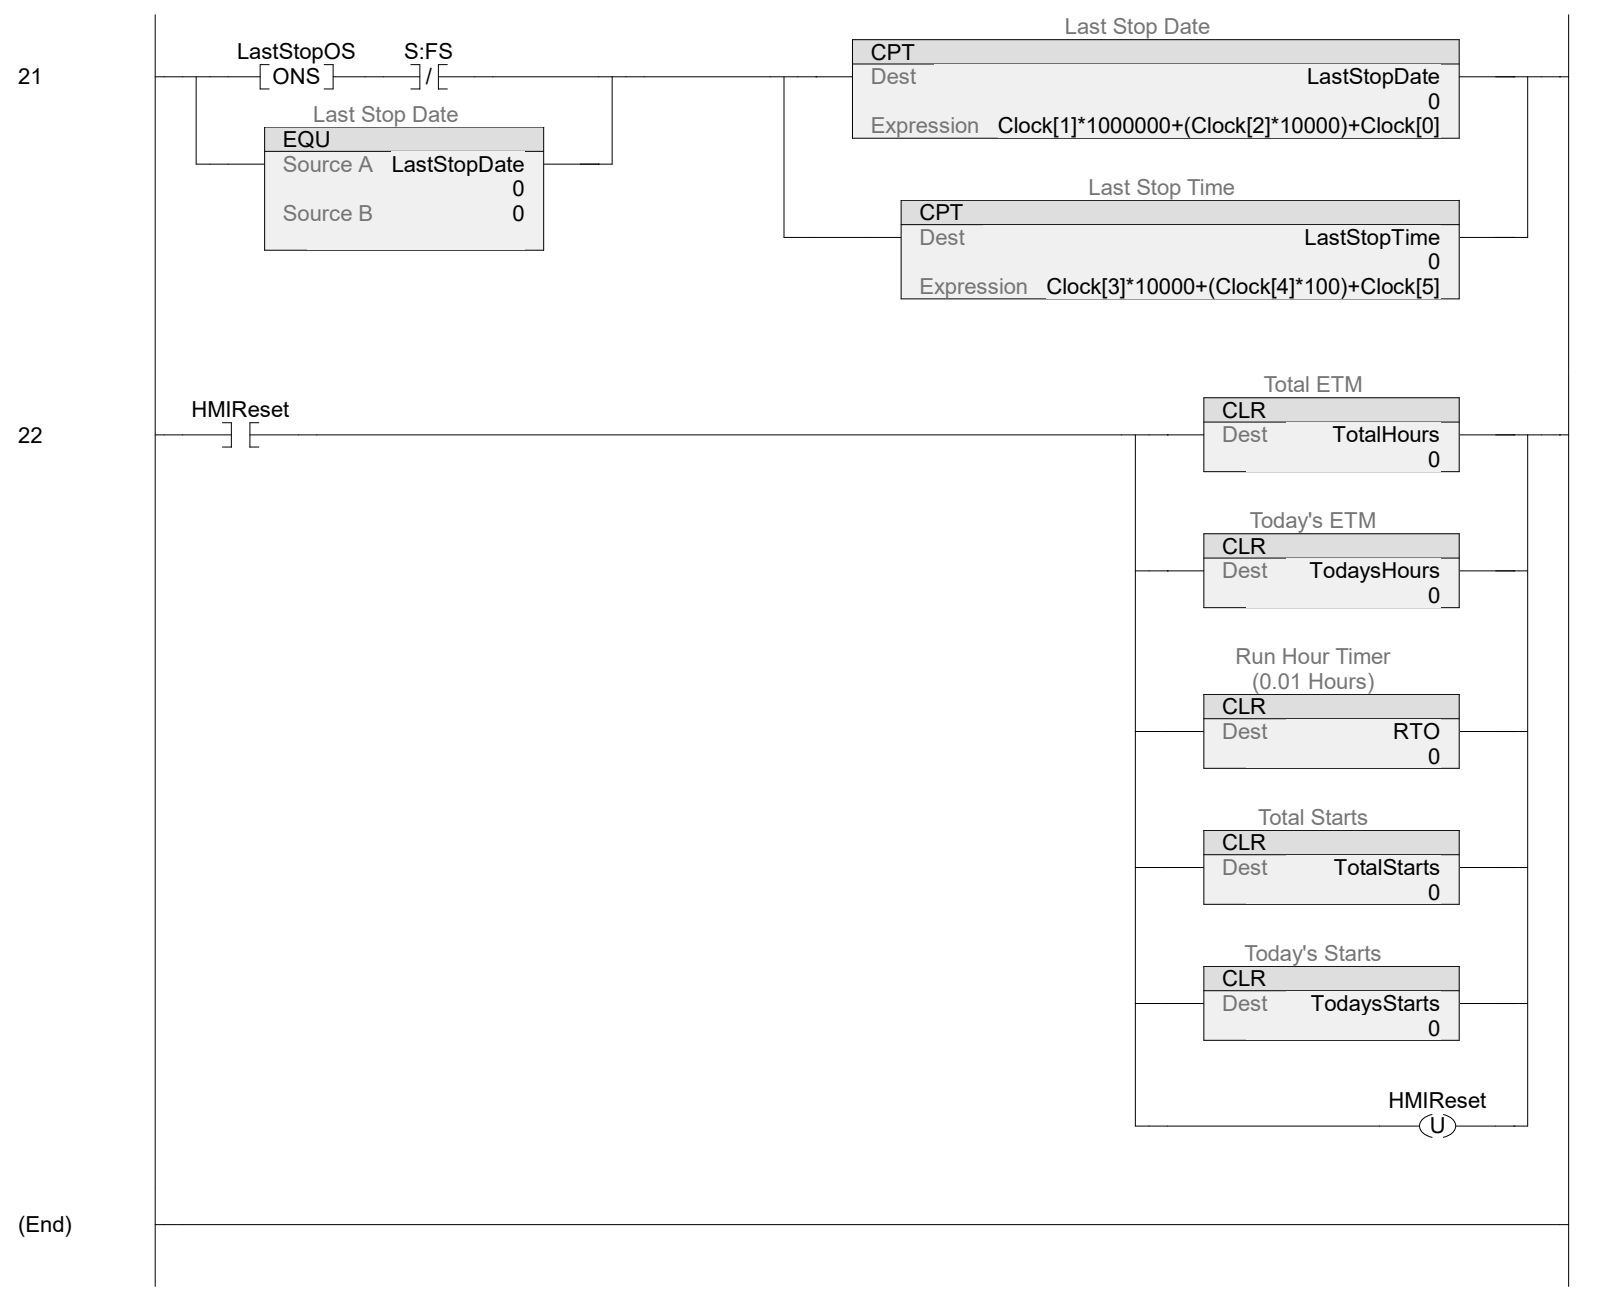 Last Stop Date
LastStopOS S:FS CPT
21 ONS / Dest LastStopDate
0
Last Stop Date Expression Clock[1]*1000000+(Clock[2]*10000)+Clock[0]
EQU
Source A LastStopDate
0
Source B 0
Last Stop Time
CPT
Dest LastStopTime
0
Expression Clock[3]*10000+(Clock[4]*100)+Clock[5]
Total ETM
HMIReset CLR
22 Dest TotalHours
0
Today's ETM
CLR
Dest TodaysHours
0
Run Hour Timer
(0.01 Hours)
CLR
Dest RTO
0
Total Starts
CLR
Dest TotalStarts
0
Today's Starts
CLR
Dest TodaysStarts
0
HMIReset
U
(End)